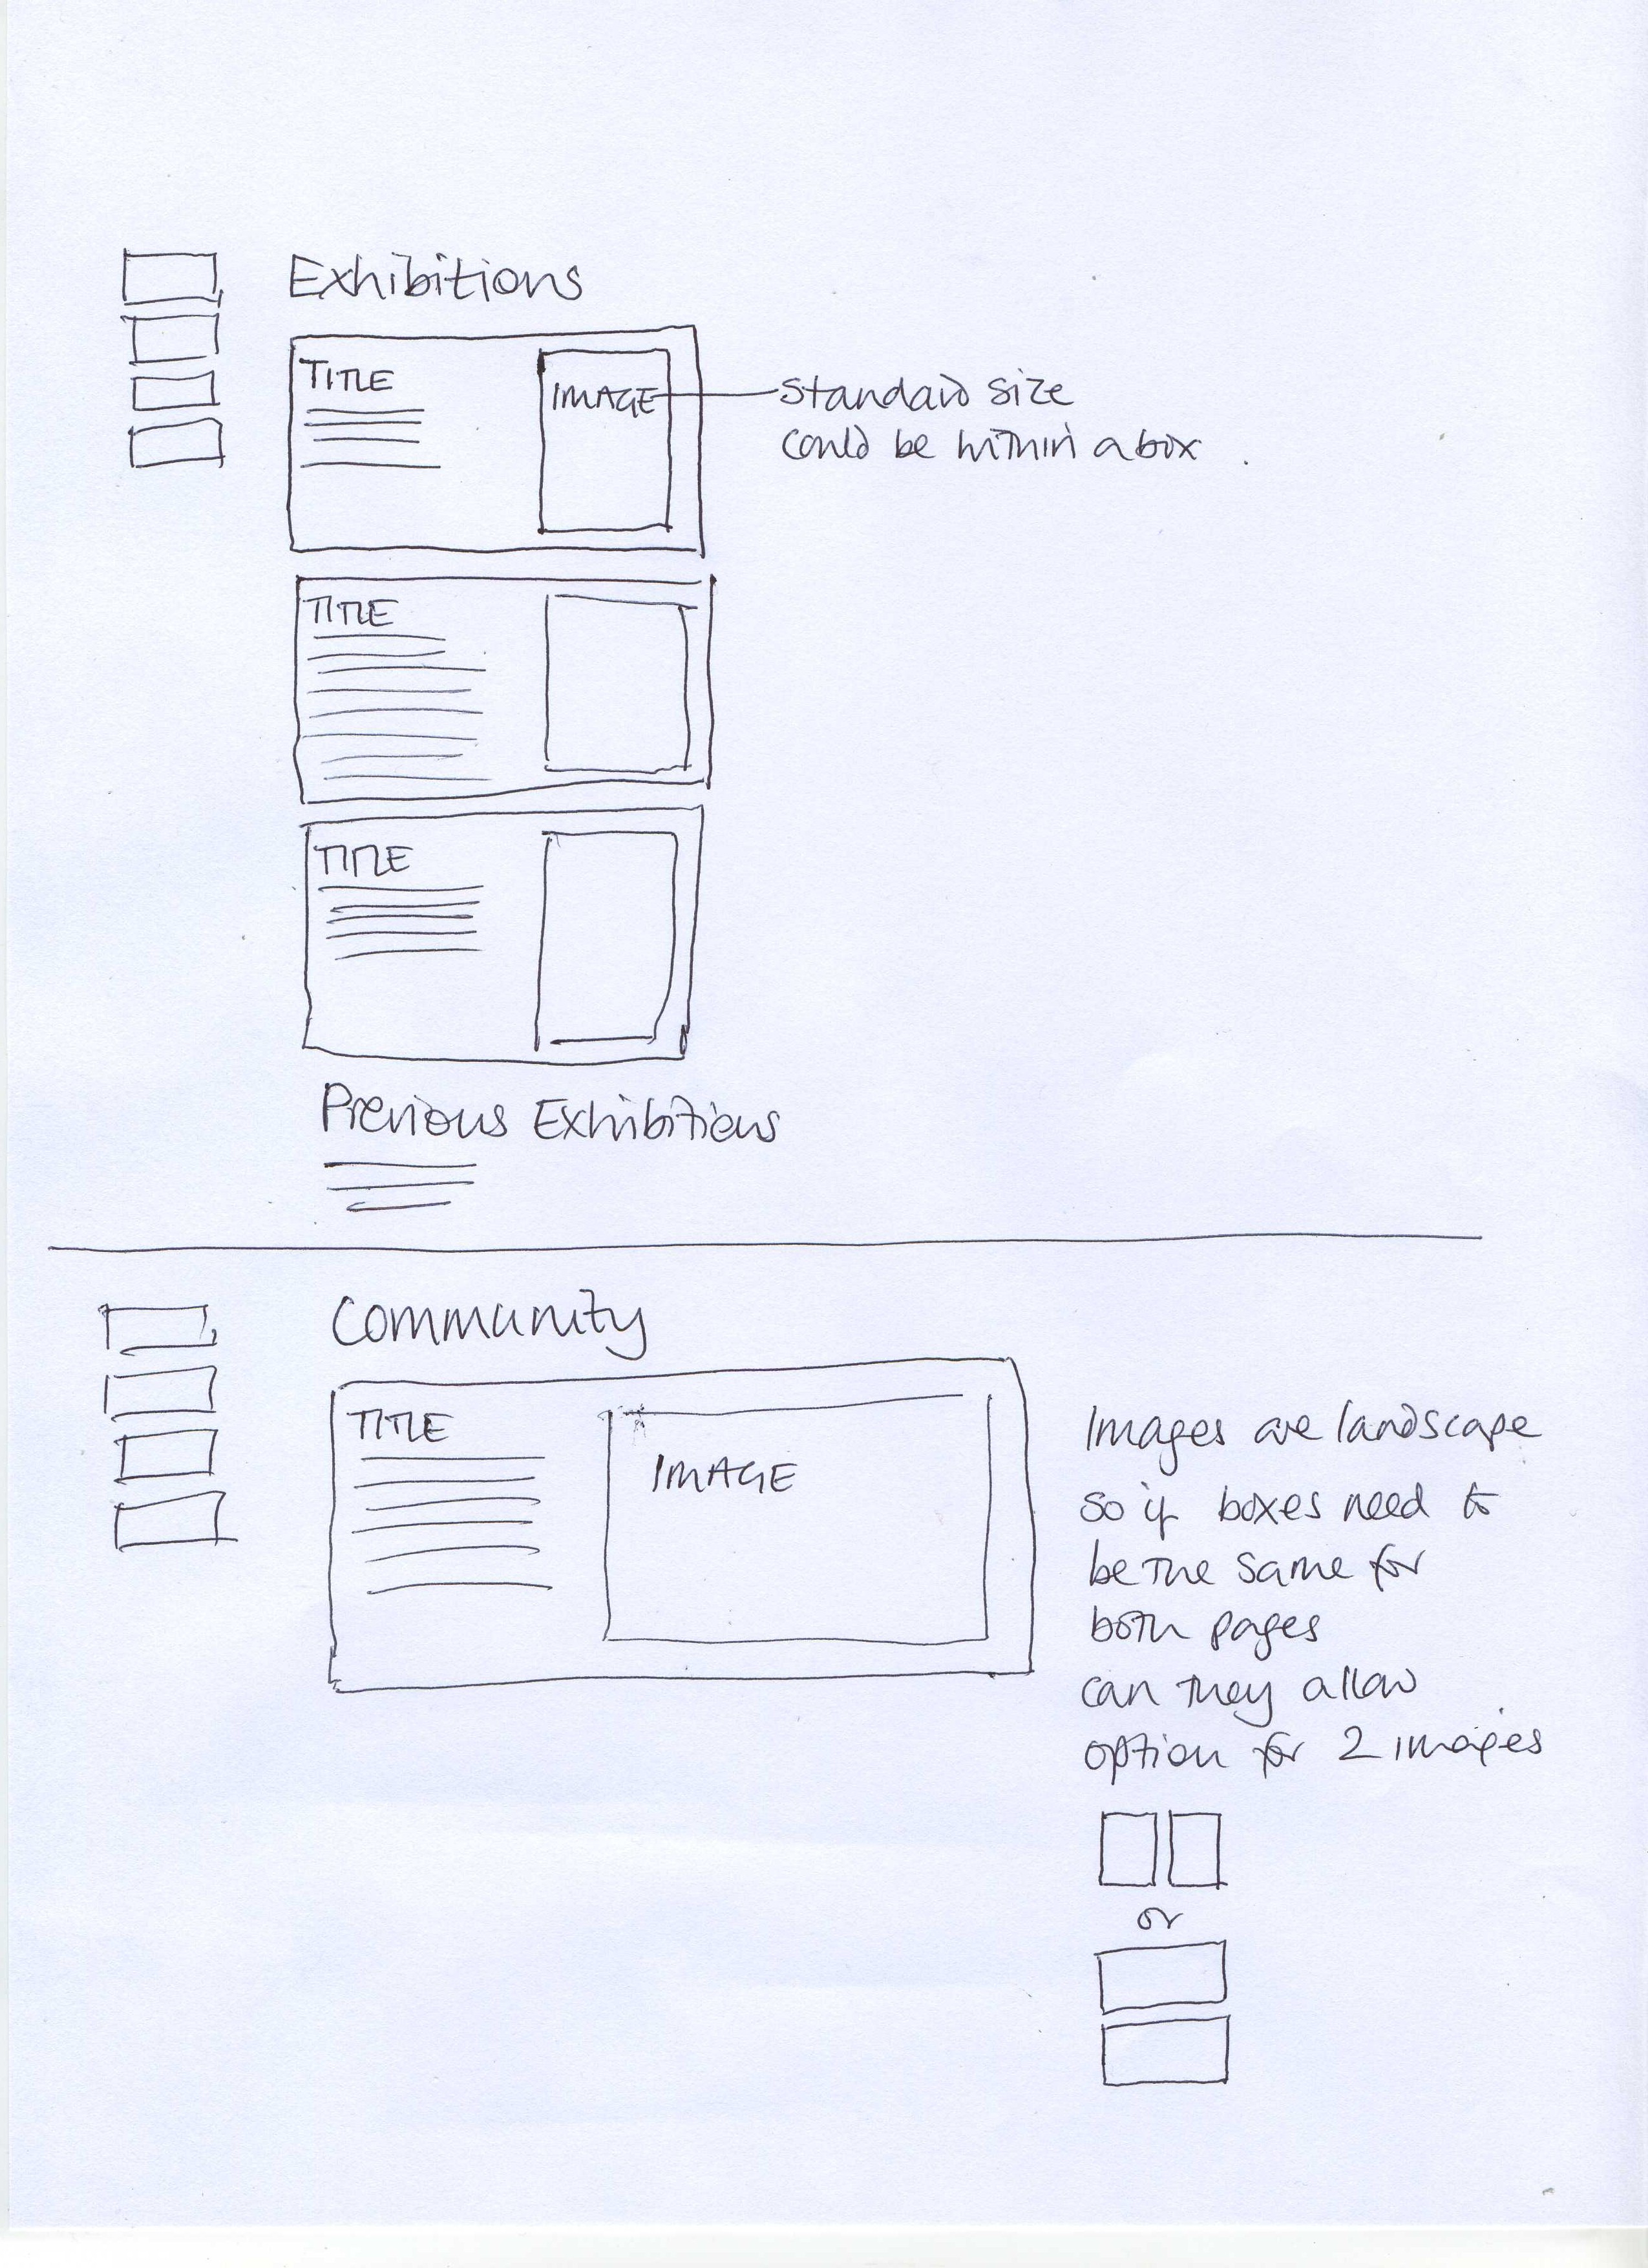 Exhibitions
TITLE
IMAGE
Standard size
could be within a box.
TITLE
TITLE
Previous Exhibitions
Community
TITLE
IMAGE
Images are landscape
so if boxes need to
be the same for
both pages
can they allow
option for 2 images
or